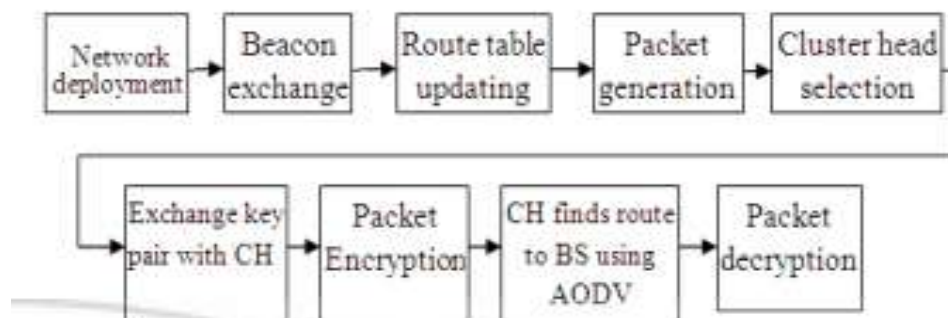 Network
deployment
Beacon
exchange
Route table
updating
Packet
generation
Cluster head
selection
Exchange key
pair with CH
Packet
Encryption
CH finds route
to BS using
AODV
Packet
decryption